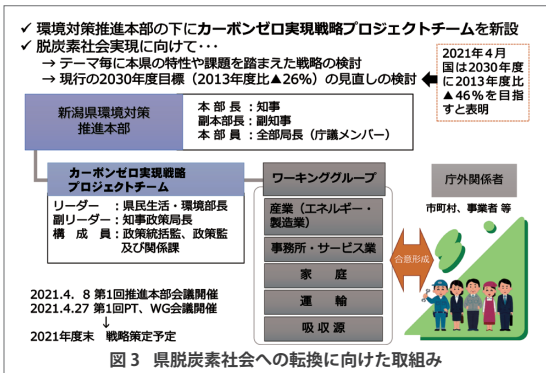 ✓ 環境対策推進本部の下にカーボンゼロ実現戦略プロジェクトチームを新設
✓ 脱炭素社会実現に向けて･･･
→ テーマ毎に本県の特性や課題を踏まえた戦略の検討
→ 現行の2030年度目標（2013年度比▲26％）の見直しの検討
2021年４月
国は2030年度
に2013年度比
▲46％を目指
すと表明
新潟県環境対策
推進本部
本 部 長：知事
副本部長：副知事
本 部 員：全部局長（庁議メンバー）
カーボンゼロ実現戦略
プロジェクトチーム
リーダー　：県民生活・環境部長
副リーダー：知事政策局長
構　成　員：政策統括監、政策監
及び関係課
ワーキンググループ
産業（エネルギー・
製造業）
事務所・サービス業
家　庭
運　輸
吸 収 源
合意形成
庁外関係者
市町村、事業者 等
2021.4. 8 第1回推進本部会議開催
2021.4.27 第1回PT、WG会議開催
↓
2021年度末　戦略策定予定
図３ 県脱炭素社会への転換に向けた取組み